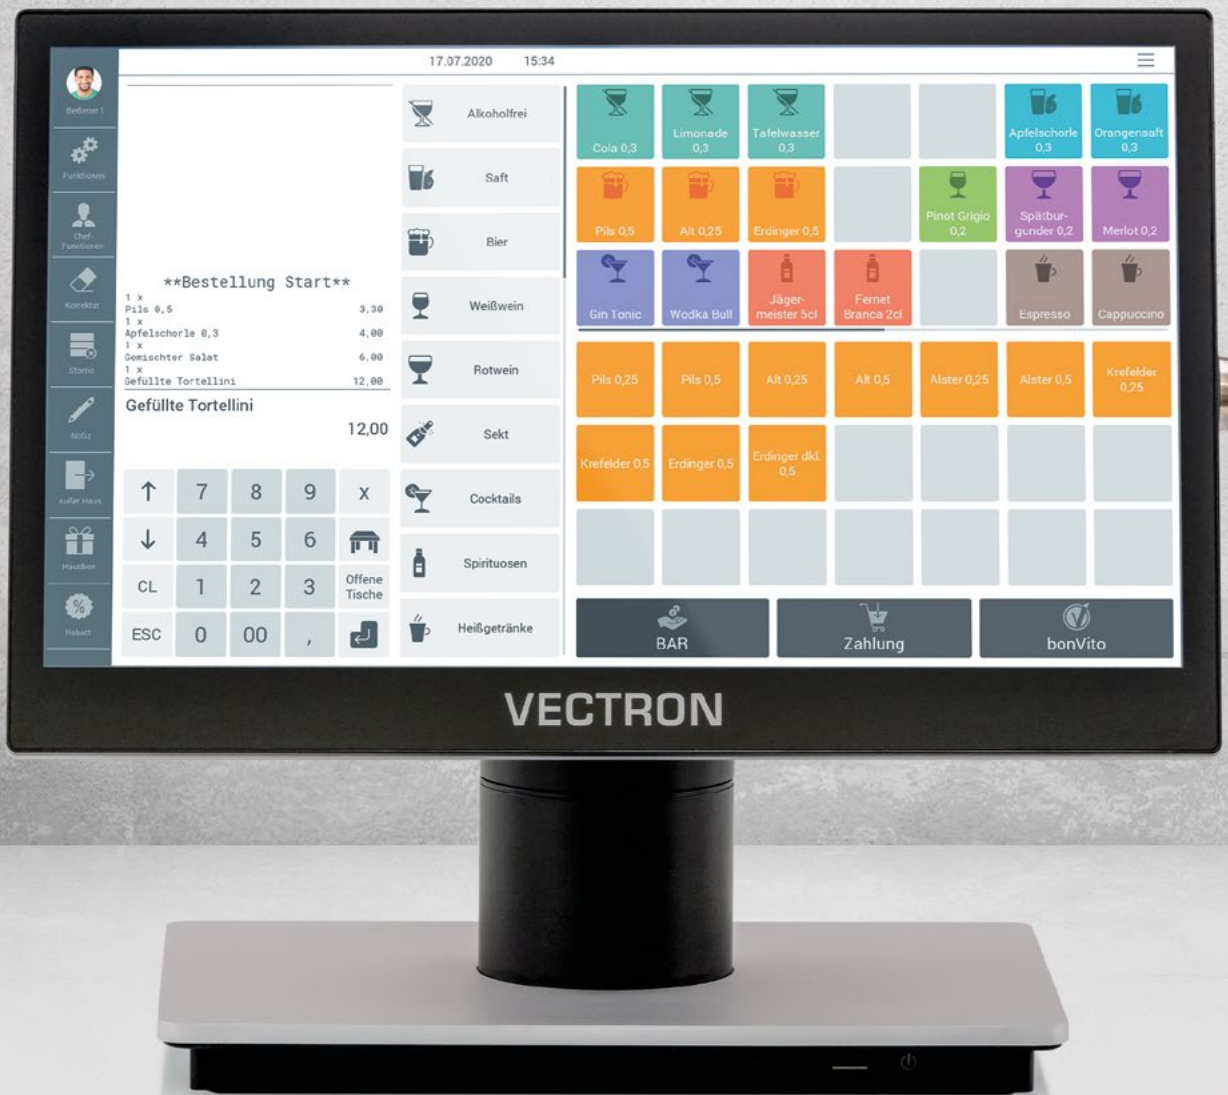 17.07.2020 15:34
Bediener 1
Funktionen
Chef-
Funktionen
Korrektur
Storno
Notiz
Außer Haus
Hausbon
Rabatt
**Bestellung Start**
1 x
Pils 0,5 3,30
1 x
Apfelschorle 0,3 4,00
1 x
Gemischter Salat 6,00
1 x
Gefüllte Tortellini 12,00
Gefüllte Tortellini
12,00
↑ 7 8 9 X
↓ 4 5 6
CL 1 2 3 Offene
Tische
ESC 0 00 ,
Alkoholfrei
Saft
Bier
Weißwein
Rotwein
Sekt
Cocktails
Spirituosen
Heißgetränke
Cola 0,3
Limonade
0,3
Tafelwasser
0,3
Apfelschorle
0,3
Orangensaft
0,3
Pils 0,5
Alt 0,25
Erdinger 0,5
Pinot Grigio
0,2
Spätbur-
gunder 0,2
Merlot 0,2
Gin Tonic
Wodka Bull
Jäger-
meister 5cl
Fernet
Branca 2cl
Espresso
Cappuccino
Pils 0,25
Pils 0,5
Alt 0,25
Alt 0,5
Alster 0,25
Alster 0,5
Krefelder
0,25
Krefelder 0,5
Erdinger 0,5
Erdinger dkl.
0,5
BAR
Zahlung
bonVito
VECTRON